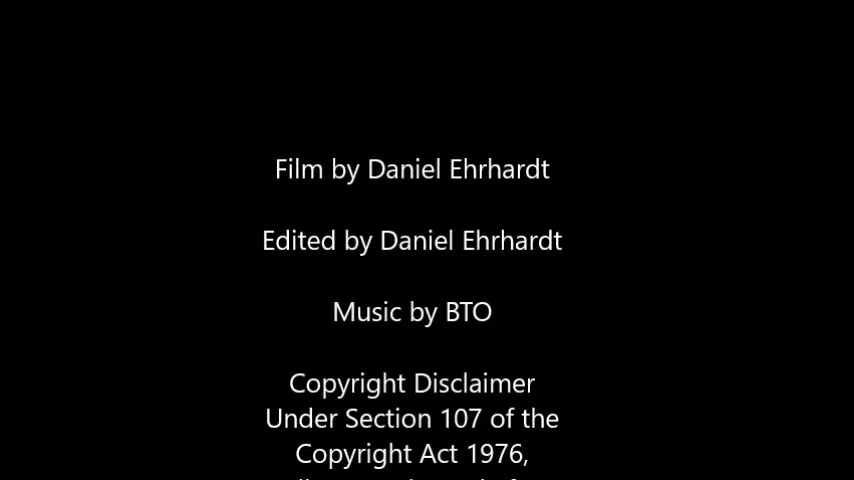 Film by Daniel Ehrhardt
Edited by Daniel Ehrhardt
Music by BTO
Copyright Disclaimer
Under Section 107 of the
Copyright Act 1976,